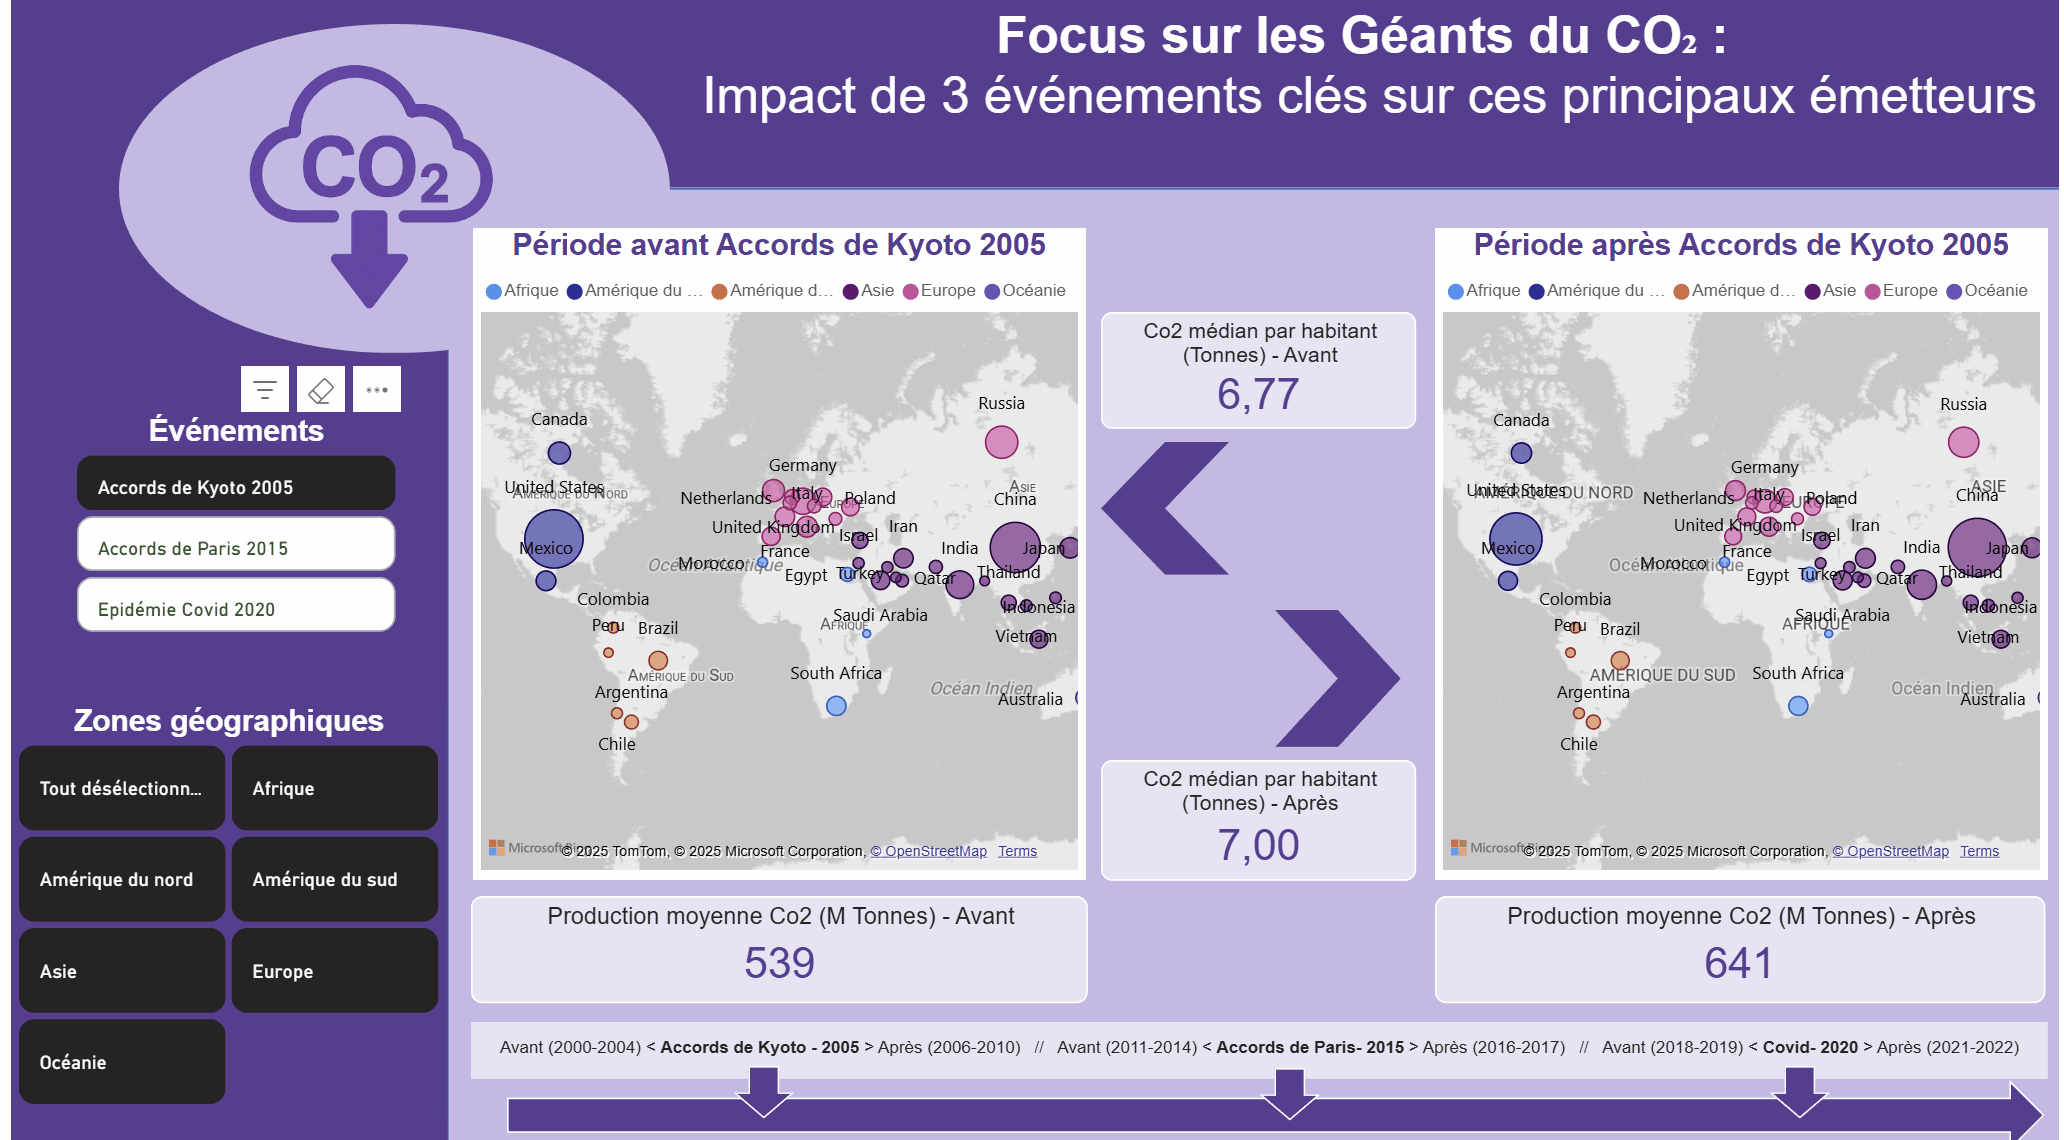 Focus sur les Géants du CO₂ :
Impact de 3 événements clés sur ces principaux émetteurs
CO2
Événements
Accords de Kyoto 2005
Accords de Paris 2015
Epidémie Covid 2020
Zones géographiques
Tout désélectionn...
Afrique
Amérique du nord
Amérique du sud
Asie
Europe
Océanie
Période avant Accords de Kyoto 2005
Afrique Amérique du ... Amérique d... Asie Europe Océanie
Canada
Russia
Germany
United States
AMÉRIQUE DU NORD
Netherlands
Italy
EUROPE
Poland
ASIE
China
United Kingdom
Israel
Iran
Mexico
France
India
Japan
Océan Atlantique
Morocco
Egypt
Turkey
Qatar
Thailand
Colombia
Saudi Arabia
Indonesia
Peru
Brazil
AFRIQUE
Vietnam
AMÉRIQUE DU SUD
South Africa
Argentina
Océan Indien
Australia
Chile
Microsoft Bing
© 2025 TomTom, © 2025 Microsoft Corporation, © OpenStreetMap Terms
Co2 médian par habitant
(Tonnes) - Avant
6,77
Co2 médian par habitant
(Tonnes) - Après
7,00
Période après Accords de Kyoto 2005
Afrique Amérique du ... Amérique d... Asie Europe Océanie
Canada
Russia
Germany
United States
AMÉRIQUE DU NORD
Netherlands
Italy
EUROPE
Poland
ASIE
China
United Kingdom
Israel
Iran
Mexico
France
India
Japan
Océan Atlantique
Morocco
Egypt
Turkey
Qatar
Thailand
Colombia
Saudi Arabia
Indonesia
Peru
Brazil
AFRIQUE
Vietnam
AMÉRIQUE DU SUD
South Africa
Argentina
Océan Indien
Australia
Chile
Microsoft Bing
© 2025 TomTom, © 2025 Microsoft Corporation, © OpenStreetMap Terms
Production moyenne Co2 (M Tonnes) - Avant
539
Production moyenne Co2 (M Tonnes) - Après
641
Avant (2000-2004) < Accords de Kyoto - 2005 > Après (2006-2010) // Avant (2011-2014) < Accords de Paris- 2015 > Après (2016-2017) // Avant (2018-2019) < Covid- 2020 > Après (2021-2022)